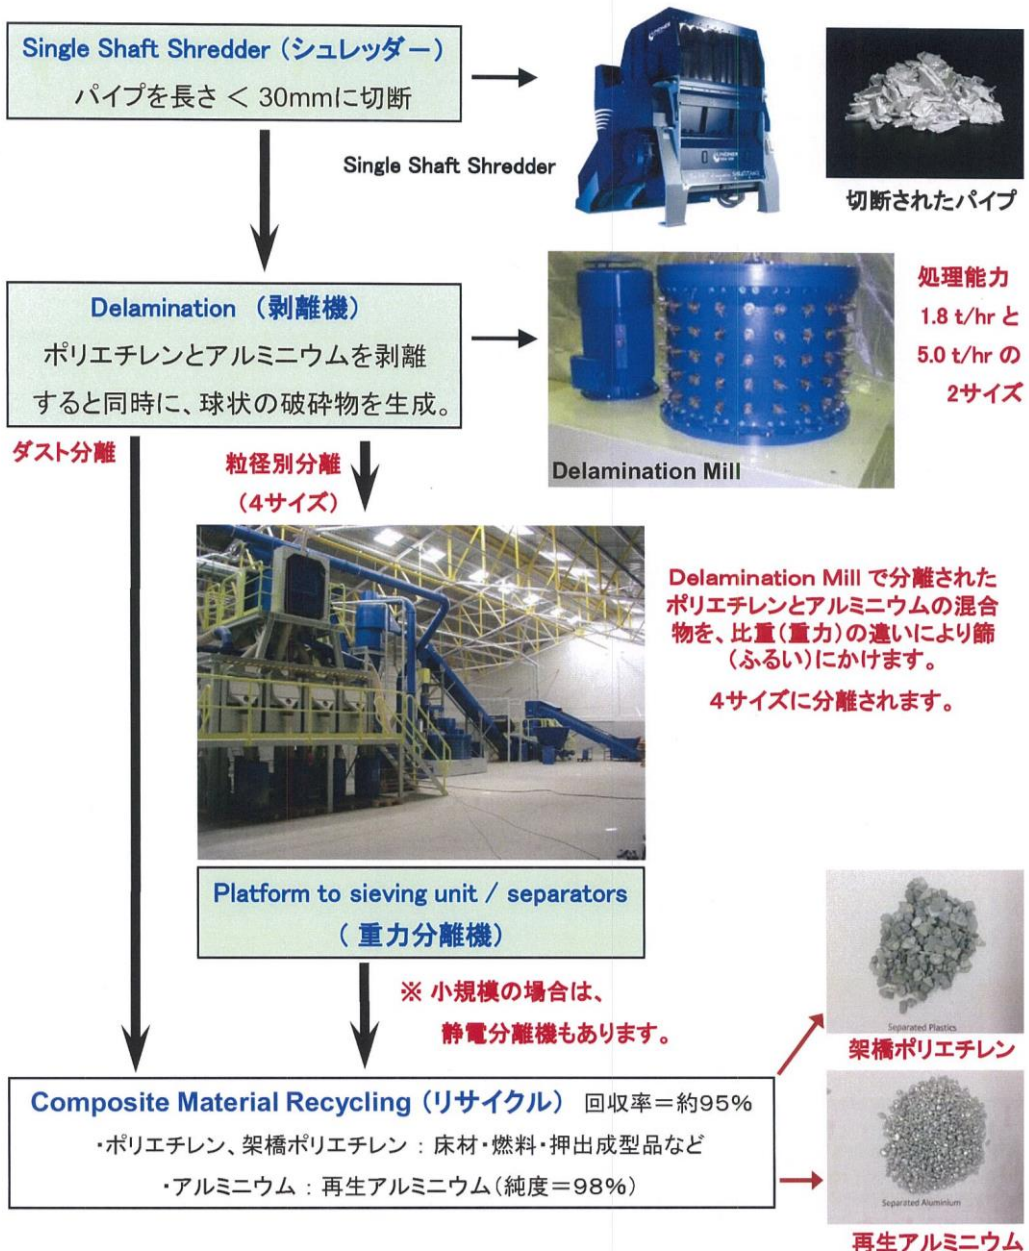 Single Shaft Shredder (シュレッダー)
パイプを長さ < 30mmに切断
Single Shaft Shredder
切断されたパイプ
Delamination (剥離機)
ポリエチレンとアルミニウムを剥離
すると同時に、球状の破砕物を生成。
処理能力
1.8 t/hr と
5.0 t/hr の
2サイズ
Delamination Mill
ダスト分離
粒径別分離
(4サイズ)
Delamination Mill で分離された
ポリエチレンとアルミニウムの混合
物を、比重(重力)の違いにより篩
(ふるい)にかけます。
4サイズに分離されます。
Platform to sieving unit / separators
( 重力分離機)
※ 小規模の場合は、
静電分離機もあります。
Separated Plastics
架橋ポリエチレン
Composite Material Recycling (リサイクル) 回収率=約95%
・ポリエチレン、架橋ポリエチレン : 床材・燃料・押出成型品など
・アルミニウム : 再生アルミニウム(純度=98%)
Separated Aluminium
再生アルミニウム